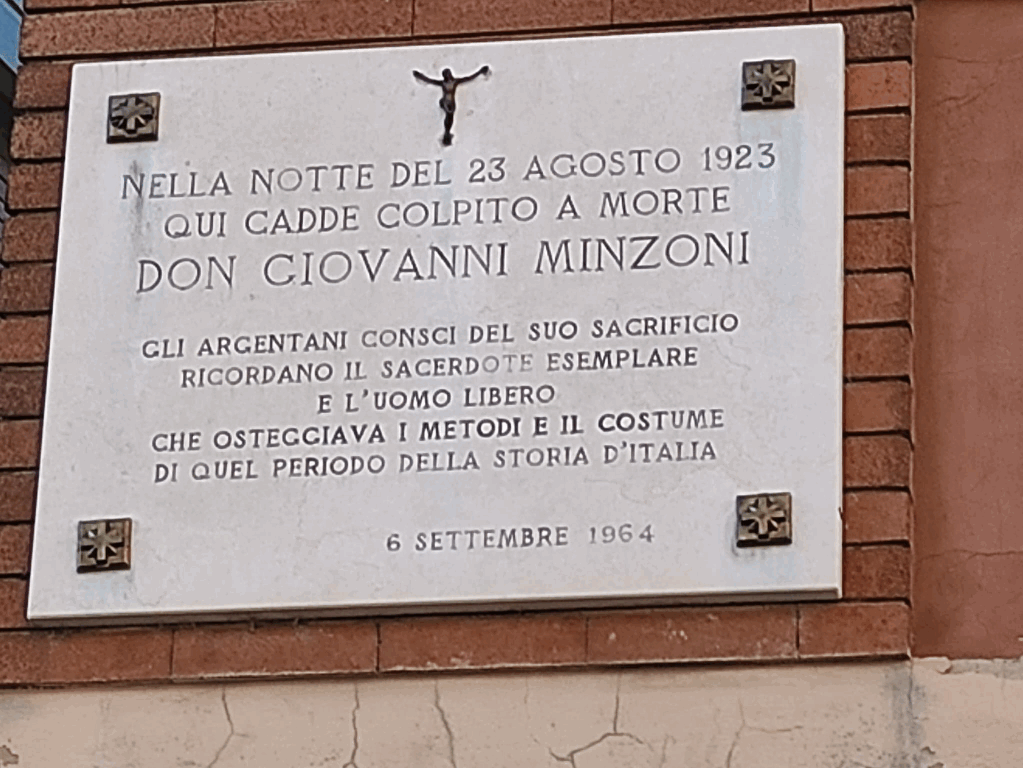 NELLA NOTTE DEL 23 AGOSTO 1923
QUI CADDE COLPITO A MORTE
DON GIOVANNI MINZONI
GLI ARGENTANI CONSCI DEL SUO SACRIFICIO
RICORDANO IL SACERDOTE ESEMPLARE
E L'UOMO LIBERO
CHE OSTEGGIAVA I METODI E IL COSTUME
DI QUEL PERIODO DELLA STORIA D'ITALIA
6 SETTEMBRE 1964